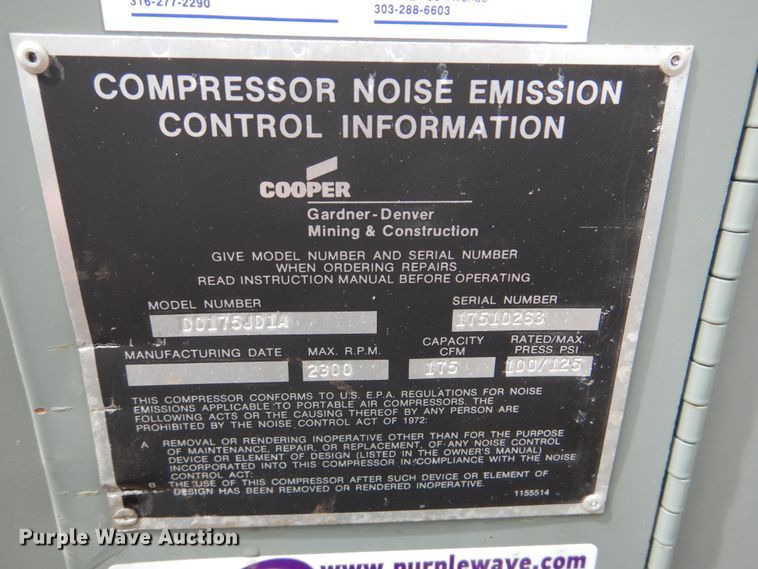 316-277-2290
303-288-6603
COMPRESSOR NOISE EMISSION
CONTROL INFORMATION
COOPER
Gardner-Denver
Mining & Construction
GIVE MODEL NUMBER AND SERIAL NUMBER
WHEN ORDERING REPAIRS
READ INSTRUCTION MANUAL BEFORE OPERATING
MODEL NUMBER SERIAL NUMBER
DO175JD1A 17510263
MANUFACTURING DATE MAX. R.P.M. CAPACITY CFM RATED/MAX. PRESS PSI
2300 175 100/125
THIS COMPRESSOR CONFORMS TO U.S. E.P.A. REGULATIONS FOR NOISE
EMISSIONS APPLICABLE TO PORTABLE AIR COMPRESSORS. THE
FOLLOWING ACTS OR THE CAUSING THEREOF BY ANY PERSON ARE
PROHIBITED BY THE NOISE CONTROL ACT OF 1972:
A REMOVAL OR RENDERING INOPERATIVE OTHER THAN FOR THE PURPOSE
OF MAINTENANCE, REPAIR, OR REPLACEMENT, OF ANY NOISE CONTROL
DEVICE OR ELEMENT OF DESIGN (LISTED IN THE OWNER'S MANUAL)
INCORPORATED INTO THIS COMPRESSOR IN COMPLIANCE WITH THE NOISE
CONTROL ACT:
B THE USE OF THIS COMPRESSOR AFTER SUCH DEVICE OR ELEMENT OF
DESIGN HAS BEEN REMOVED OR RENDERED INOPERATIVE.
1155514
Purple Wave Auction
www.purplewave.com